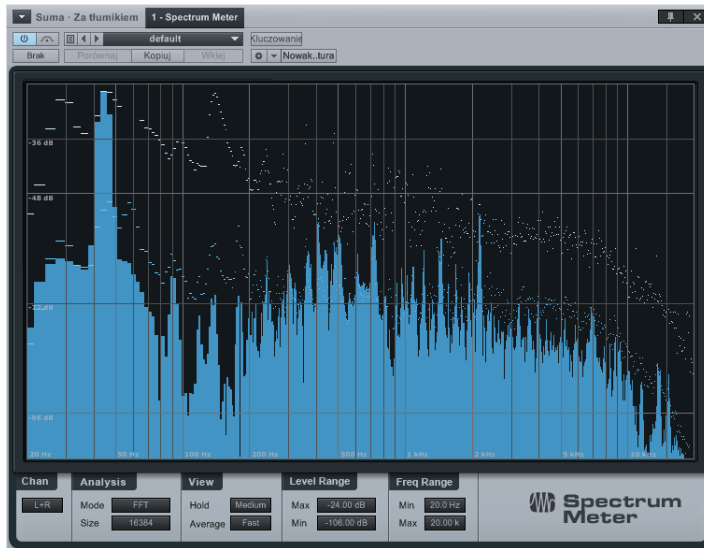 Suma - Za tłumikiem 1 - Spectrum Meter
default Kluczowanie
Brak Porównaj Kopiuj Wklej Nowak..tura
-36 dB
-48 dB
-72 dB
-96 dB
20 Hz 50 Hz 100 Hz 200 Hz 500 Hz 1 kHz 2 kHz 5 kHz 10 kHz
Chan Analysis View Level Range Freq Range
L+R Mode FFT Hold Medium Max -24.00 dB Min 20.0 Hz
Size 16384 Average Fast Min -106.00 dB Max 20.00 k
Spectrum
Meter